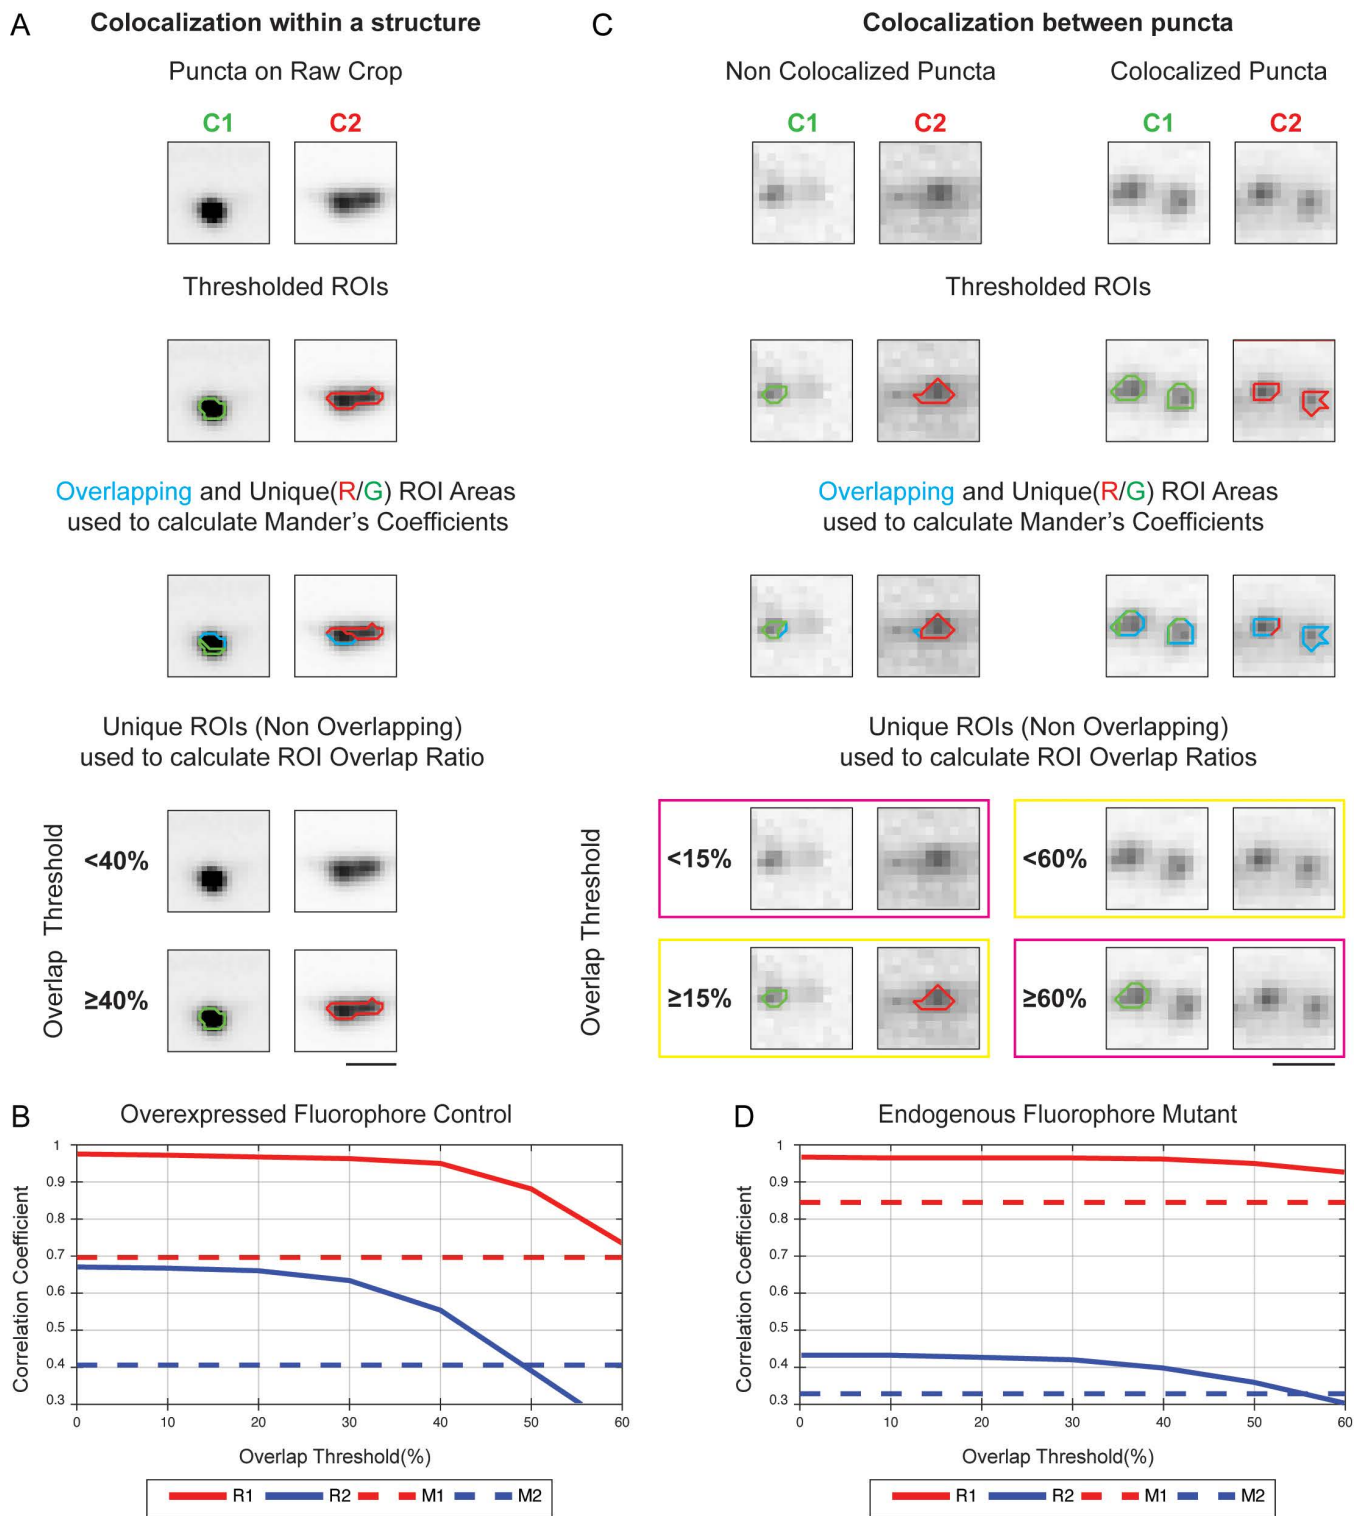 A
Colocalization within a structure
Puncta on Raw Crop
C1
C2
Thresholded ROIs
Overlapping and Unique(R/G) ROI Areas
used to calculate Mander's Coefficients
Unique ROIs (Non Overlapping)
used to calculate ROI Overlap Ratio
Overlap Threshold
<40%
≥40%
C
Colocalization between puncta
Non Colocalized Puncta
Colocalized Puncta
C1
C2
C1
C2
Thresholded ROIs
Overlapping and Unique(R/G) ROI Areas
used to calculate Mander's Coefficients
Unique ROIs (Non Overlapping)
used to calculate ROI Overlap Ratios
Overlap Threshold
<15%
<60%
≥15%
≥60%
B
Overexpressed Fluorophore Control
Correlation Coefficient
1
0.9
0.8
0.7
0.6
0.5
0.4
0.3
0 10 20 30 40 50 60
Overlap Threshold(%)
R1 R2 M1 M2
D
Endogenous Fluorophore Mutant
Correlation Coefficient
1
0.9
0.8
0.7
0.6
0.5
0.4
0.3
0 10 20 30 40 50 60
Overlap Threshold(%)
R1 R2 M1 M2